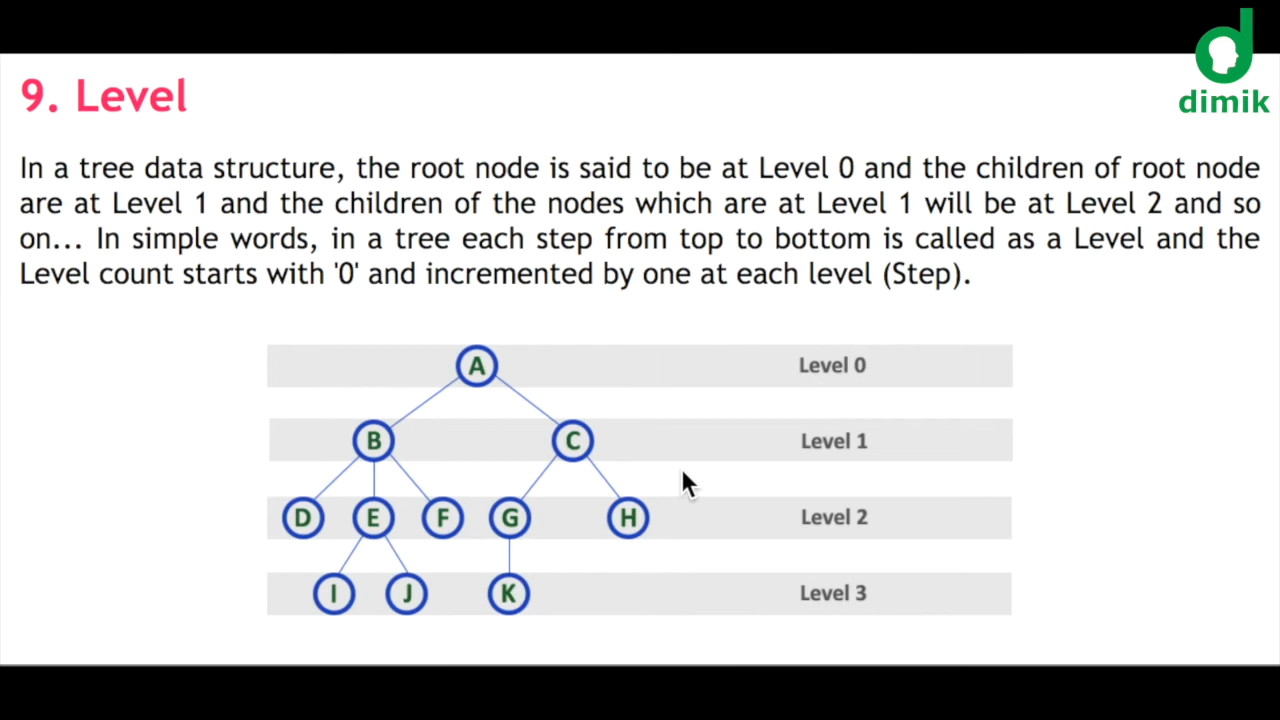 dimik
9. Level
In a tree data structure, the root node is said to be at Level 0 and the children of root node
are at Level 1 and the children of the nodes which are at Level 1 will be at Level 2 and so
on... In simple words, in a tree each step from top to bottom is called as a Level and the
Level count starts with '0' and incremented by one at each level (Step).
A Level 0
B C Level 1
D E F G H Level 2
I J K Level 3